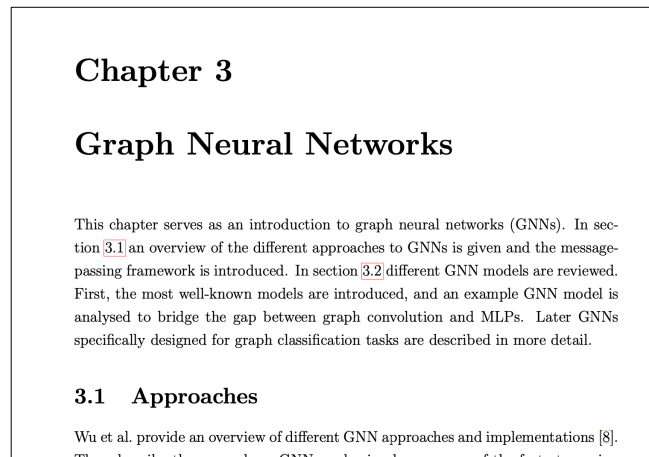 Chapter 3
Graph Neural Networks
This chapter serves as an introduction to graph neural networks (GNNs). In sec-
tion 3.1 an overview of the different approaches to GNNs is given and the message-
passing framework is introduced. In section 3.2 different GNN models are reviewed.
First, the most well-known models are introduced, and an example GNN model is
analysed to bridge the gap between graph convolution and MLPs. Later GNNs
specifically designed for graph classification tasks are described in more detail.
3.1 Approaches
Wu et al. provide an overview of different GNN approaches and implementations [8].